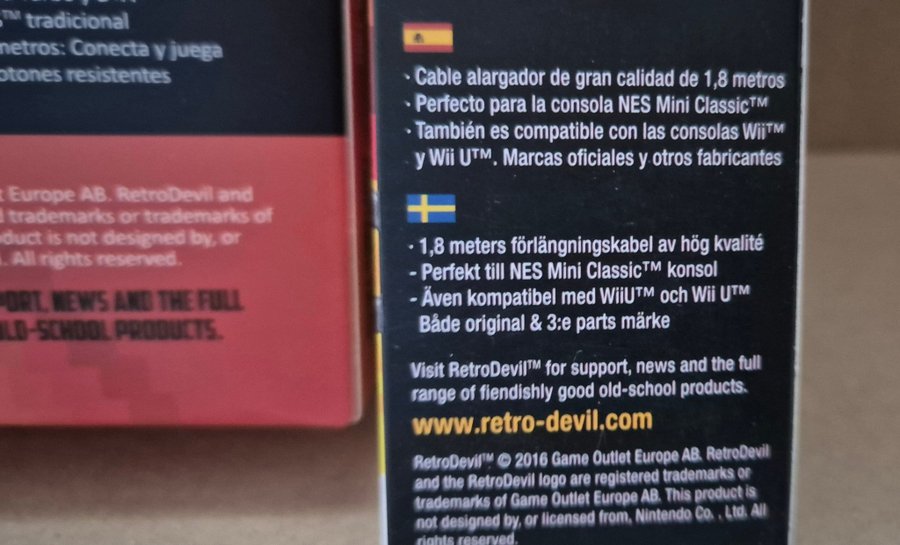 ™ tradicional
metros: Conecta y juega
otones resistentes
Europe AB. RetroDevil and
trademarks or trademarks of
duct is not designed by, or
. All rights reserved.
PORT, NEWS AND THE FULL
OLD-SCHOOL PRODUCTS.
· Cable alargador de gran calidad de 1,8 metros
· Perfecto para la consola NES Mini Classic™
· También es compatible con las consolas Wii™
y Wii U™. Marcas oficiales y otros fabricantes
· 1,8 meters förlängningskabel av hög kvalité
- Perfekt till NES Mini Classic™ konsol
- Även kompatibel med WiiU™ och Wii U™
Både original & 3:e parts märke
Visit RetroDevil™ for support, news and the full
range of fiendishly good old-school products.
www.retro-devil.com
RetroDevil™ © 2016 Game Outlet Europe AB. RetroDevil
and the RetroDevil logo are registered trademarks or
trademarks of Game Outlet Europe AB. This product is
not designed by, or licensed from, Nintendo Co. , Ltd. All
rights reserved.